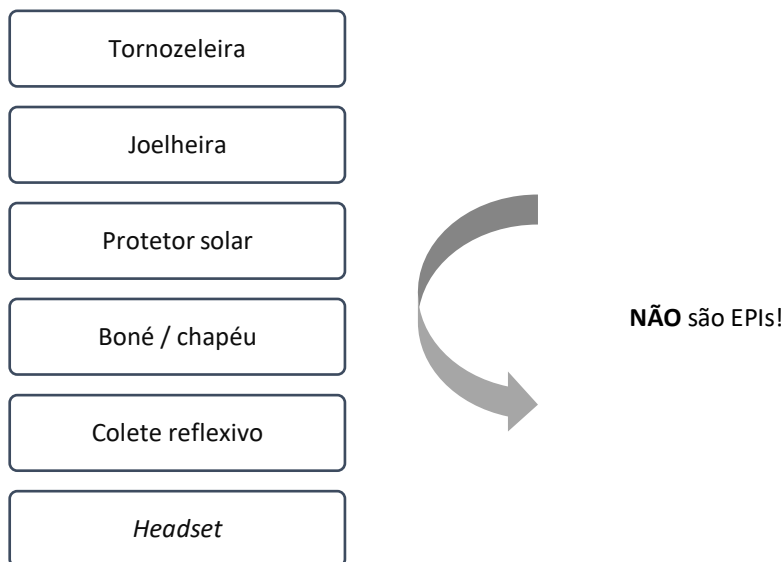 Tornozeleira
Joelheira
Protetor solar
Boné / chapéu
Colete reflexivo
Headset
NÃO são EPIs!